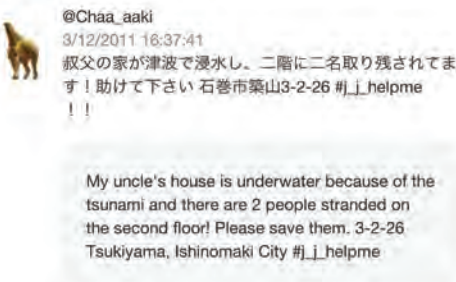 @Chaa_aaki
3/12/2011 16:37:41
叔父の家が津波で浸水し、二階に二名取り残されてま
す！助けて下さい 石巻市築山3-2-26 #j_j_helpme
！！
My uncle's house is underwater because of the
tsunami and there are 2 people stranded on
the second floor! Please save them. 3-2-26
Tsukiyama, Ishinomaki City #j_j_helpme